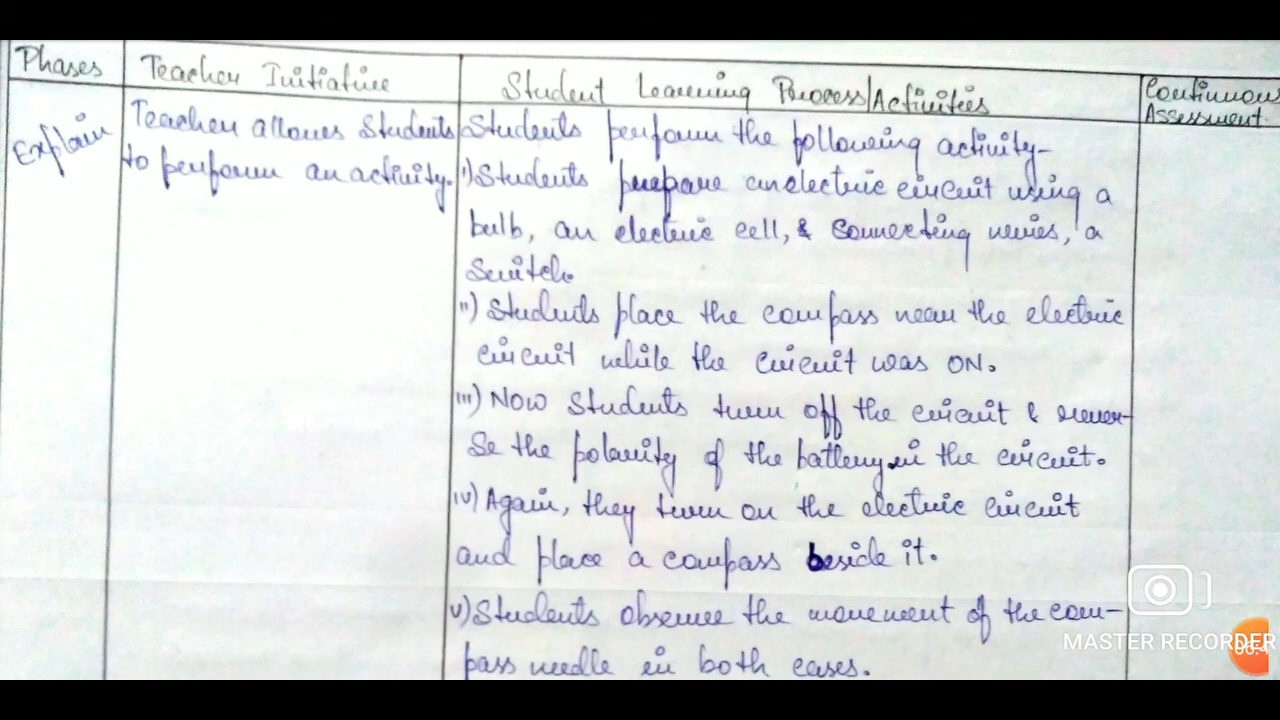 Phases
Teacher Initiative
Student Learning Process/Activities
Continuous
Assessment.
Explain
Teacher allows Students
to perform an activity.
Students perform the following activity-
i) Students prepare an electric circuit using a
bulb, an electric cell, & connecting wires, a
Switch.
ii) Students place the compass near the electric
circuit while the circuit was ON.
iii) Now Students turn off the circuit & rever-
se the polarity of the battery in the circuit.
iv) Again, they turn on the electric circuit
and place a compass beside it.
v) Students observe the movement of the com-
pass needle in both cases.
MASTER RECORDER